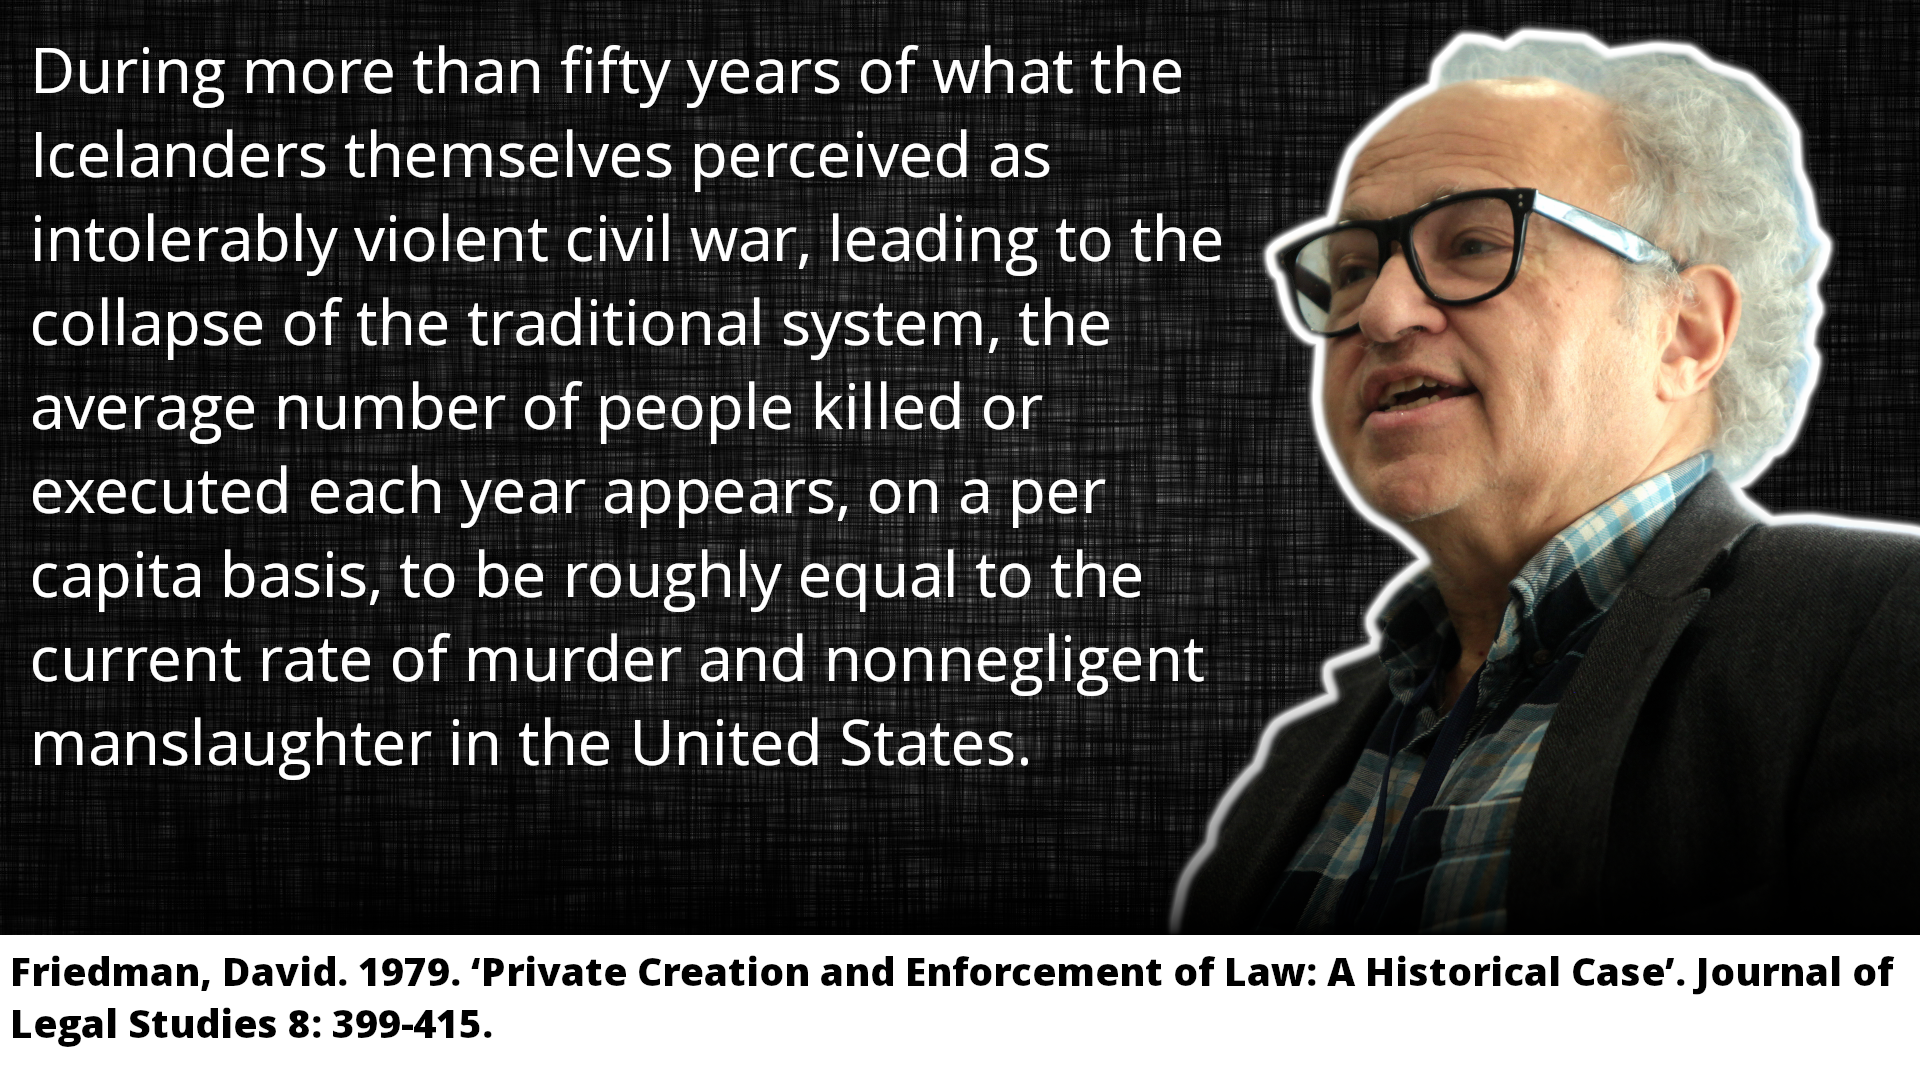 During more than fifty years of what the
Icelanders themselves perceived as
intolerably violent civil war, leading to the
collapse of the traditional system, the
average number of people killed or
executed each year appears, on a per
capita basis, to be roughly equal to the
current rate of murder and nonnegligent
manslaughter in the United States.
Friedman, David. 1979. ‘Private Creation and Enforcement of Law: A Historical Case’. Journal of
Legal Studies 8: 399-415.